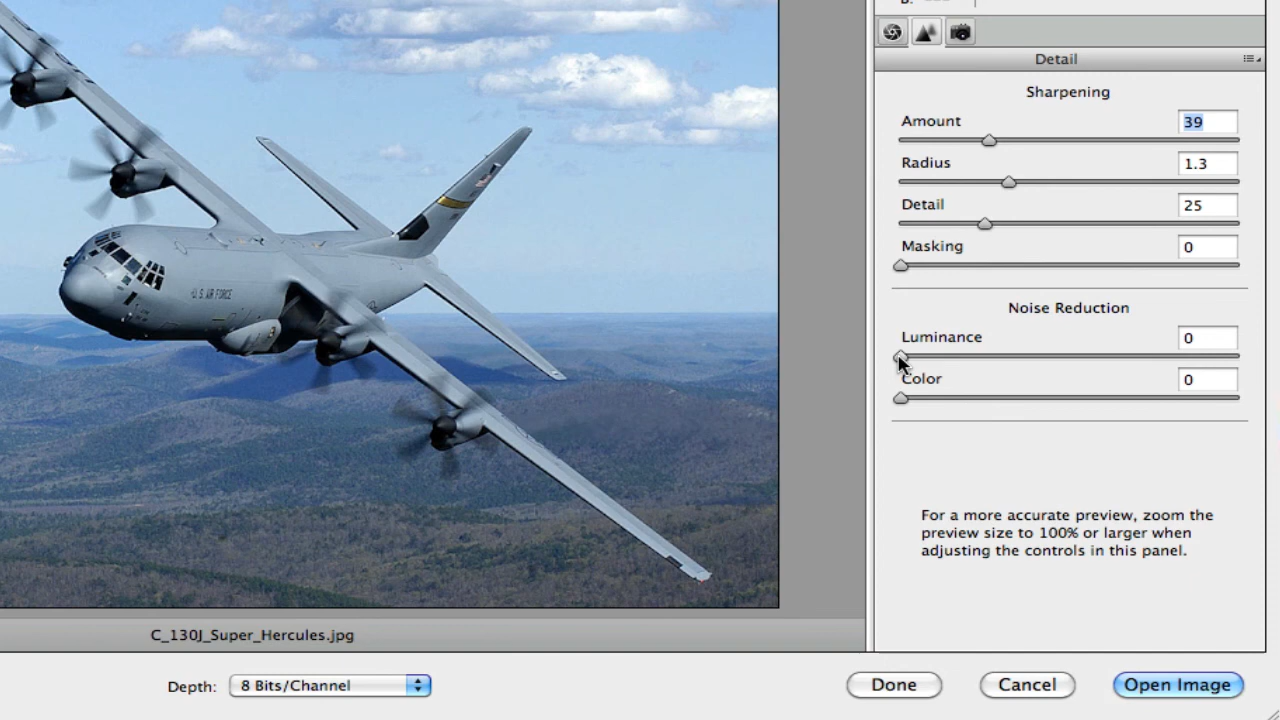 Detail
Sharpening
Amount 39
Radius 1.3
Detail 25
Masking 0
Noise Reduction
Luminance 0
Color 0
For a more accurate preview, zoom the
preview size to 100% or larger when
adjusting the controls in this panel.
U.S. AIR FORCE
C_130J_Super_Hercules.jpg
Depth: 8 Bits/Channel
Done
Cancel
Open Image